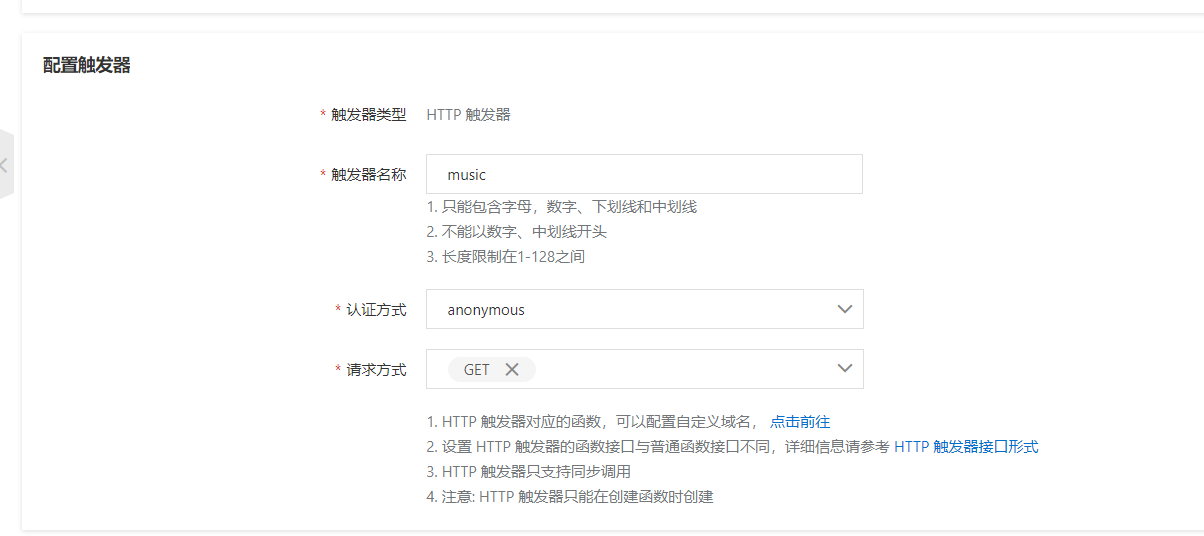 配置触发器
* 触发器类型 HTTP 触发器
* 触发器名称 music
1. 只能包含字母，数字、下划线和中划线
2. 不能以数字、中划线开头
3. 长度限制在1-128之间
* 认证方式 anonymous
* 请求方式 GET
1. HTTP 触发器对应的函数，可以配置自定义域名， 点击前往
2. 设置 HTTP 触发器的函数接口与普通函数接口不同，详细信息请参考 HTTP 触发器接口形式
3. HTTP 触发器只支持同步调用
4. 注意: HTTP 触发器只能在创建函数时创建